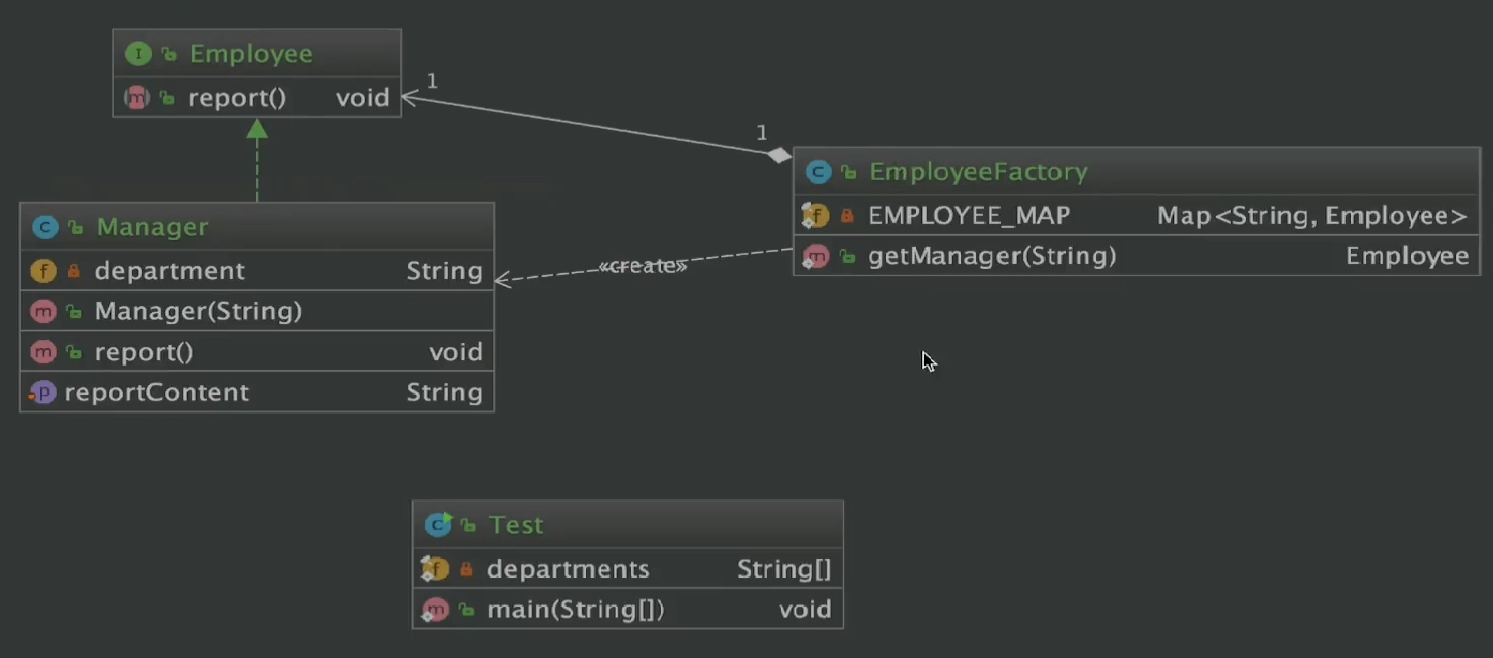 Employee
report() void
1
1
EmployeeFactory
EMPLOYEE_MAP Map<String, Employee>
getManager(String) Employee
«create»
Manager
department String
Manager(String)
report() void
reportContent String
Test
departments String[]
main(String[]) void